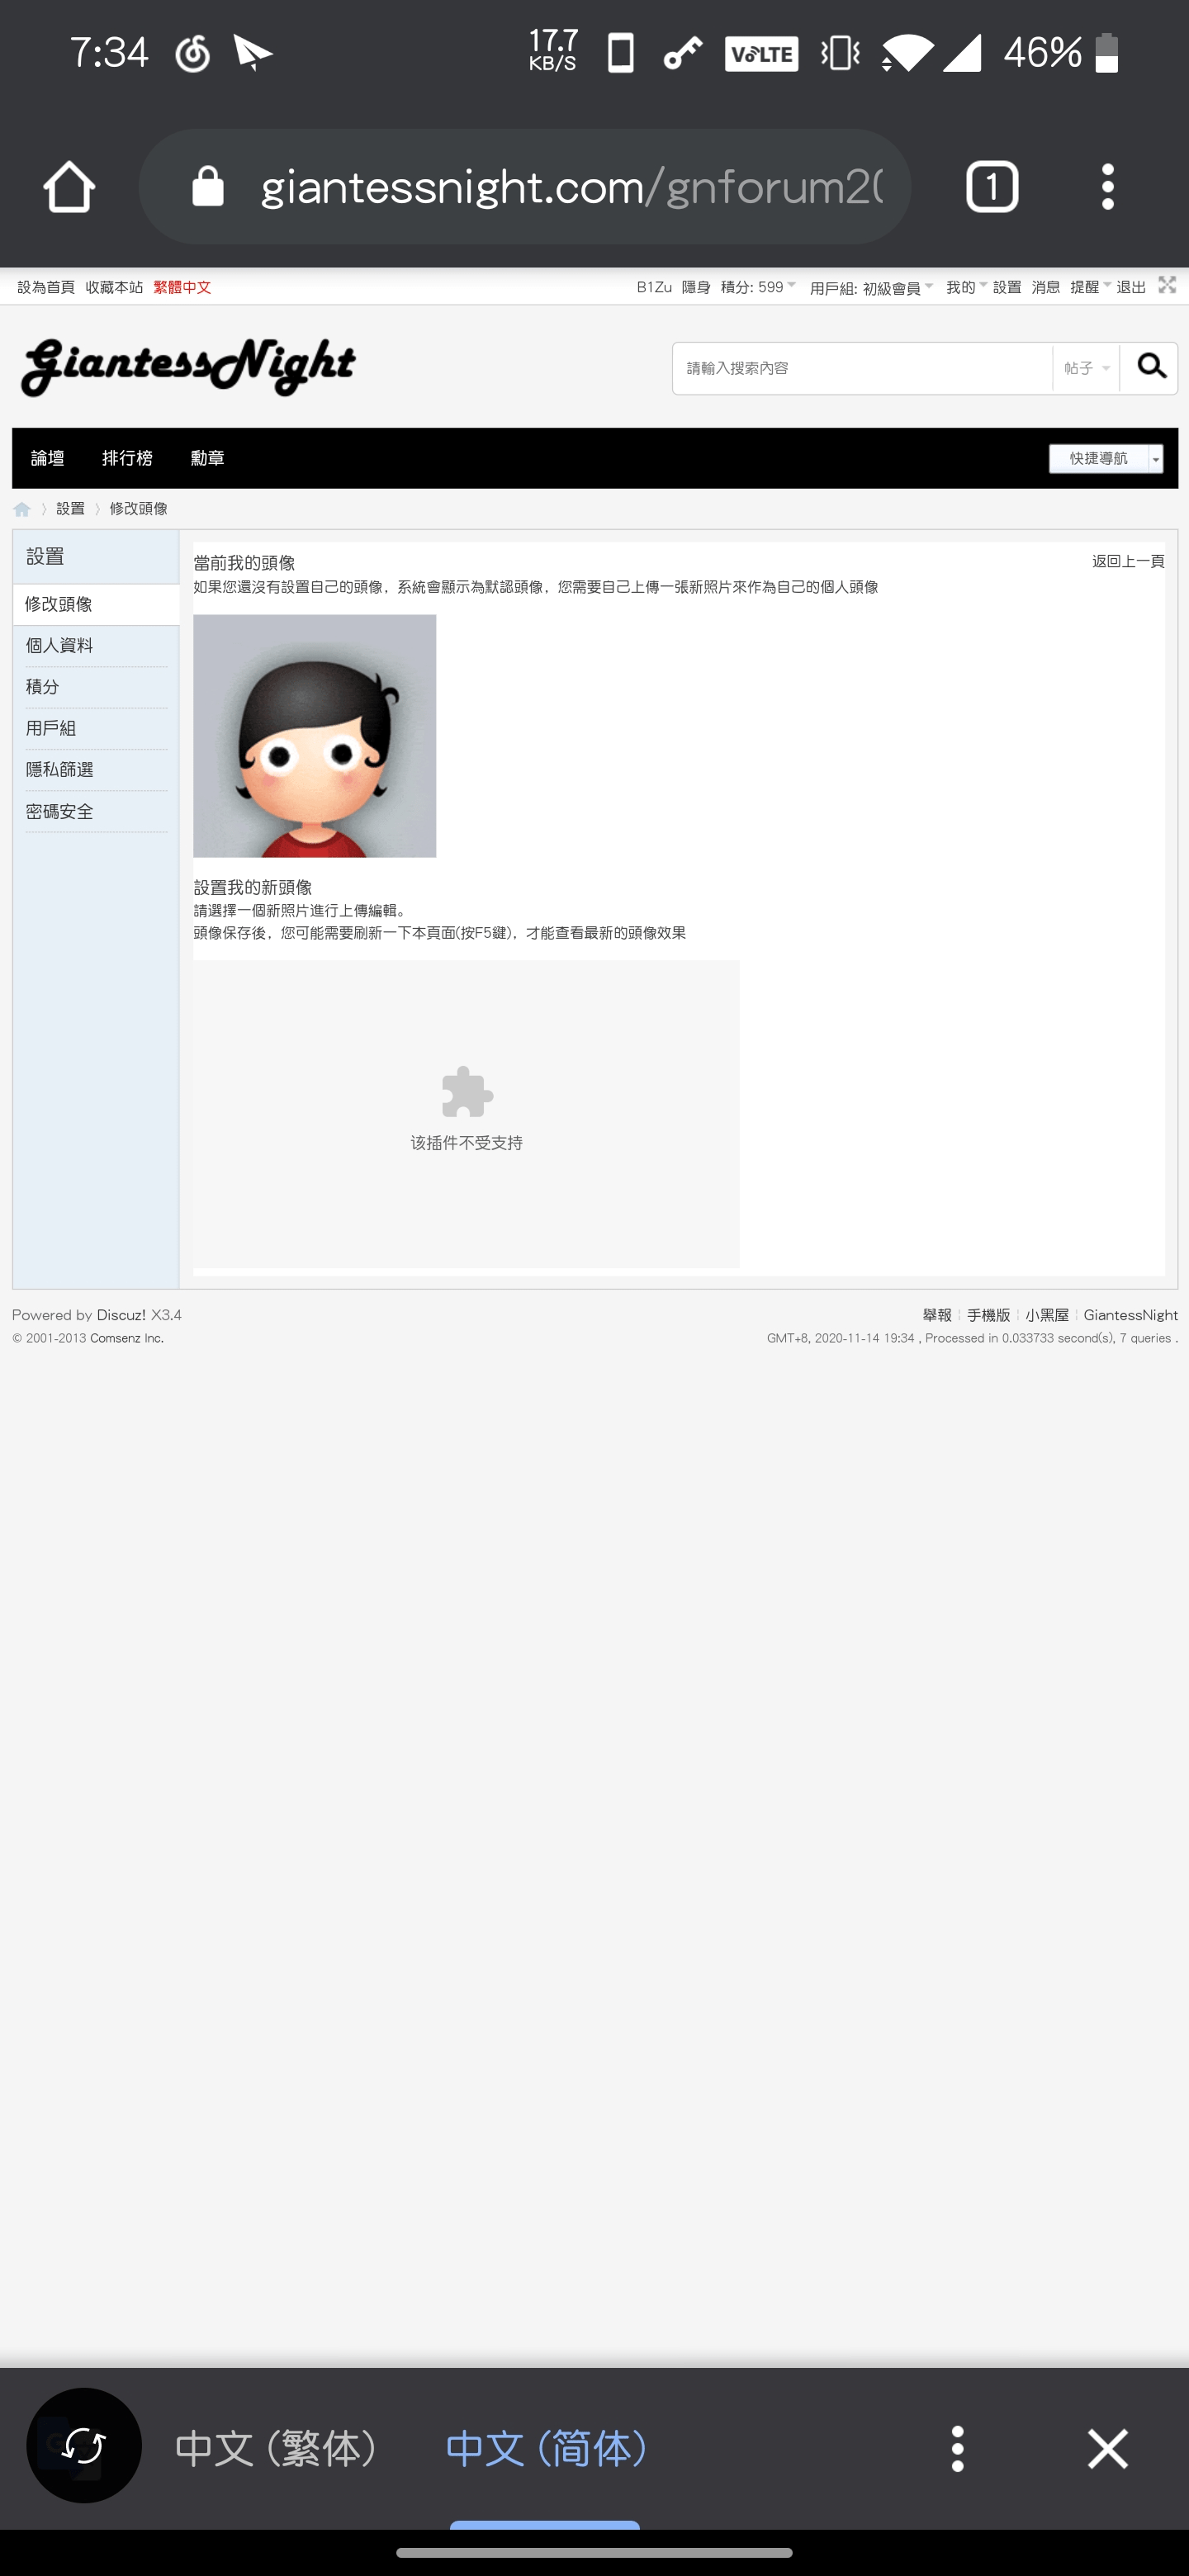 7:34 17.7 KB/S VoLTE 46%
giantessnight.com/gnforum2
1
設為首頁 收藏本站 繁體中文 B1Zu 隱身 積分: 599 用戶組: 初級會員 我的 設置 消息 提醒 退出
GiantessNight
請輸入搜索內容 帖子
論壇 排行榜 勳章 快捷導航
設置 修改頭像
設置
修改頭像
個人資料
積分
用戶組
隱私篩選
密碼安全
當前我的頭像 返回上一頁
如果您還沒有設置自己的頭像，系統會顯示為默認頭像，您需要自己上傳一張新照片來作為自己的個人頭像
設置我的新頭像
請選擇一個新照片進行上傳編輯。
頭像保存後，您可能需要刷新一下本頁面(按F5鍵)，才能查看最新的頭像效果
该插件不受支持
Powered by Discuz! X3.4 舉報 | 手機版 | 小黑屋 | GiantessNight
© 2001-2013 Comsenz Inc. GMT+8, 2020-11-14 19:34 , Processed in 0.033733 second(s), 7 queries .
中文 (繁体) 中文 (简体)